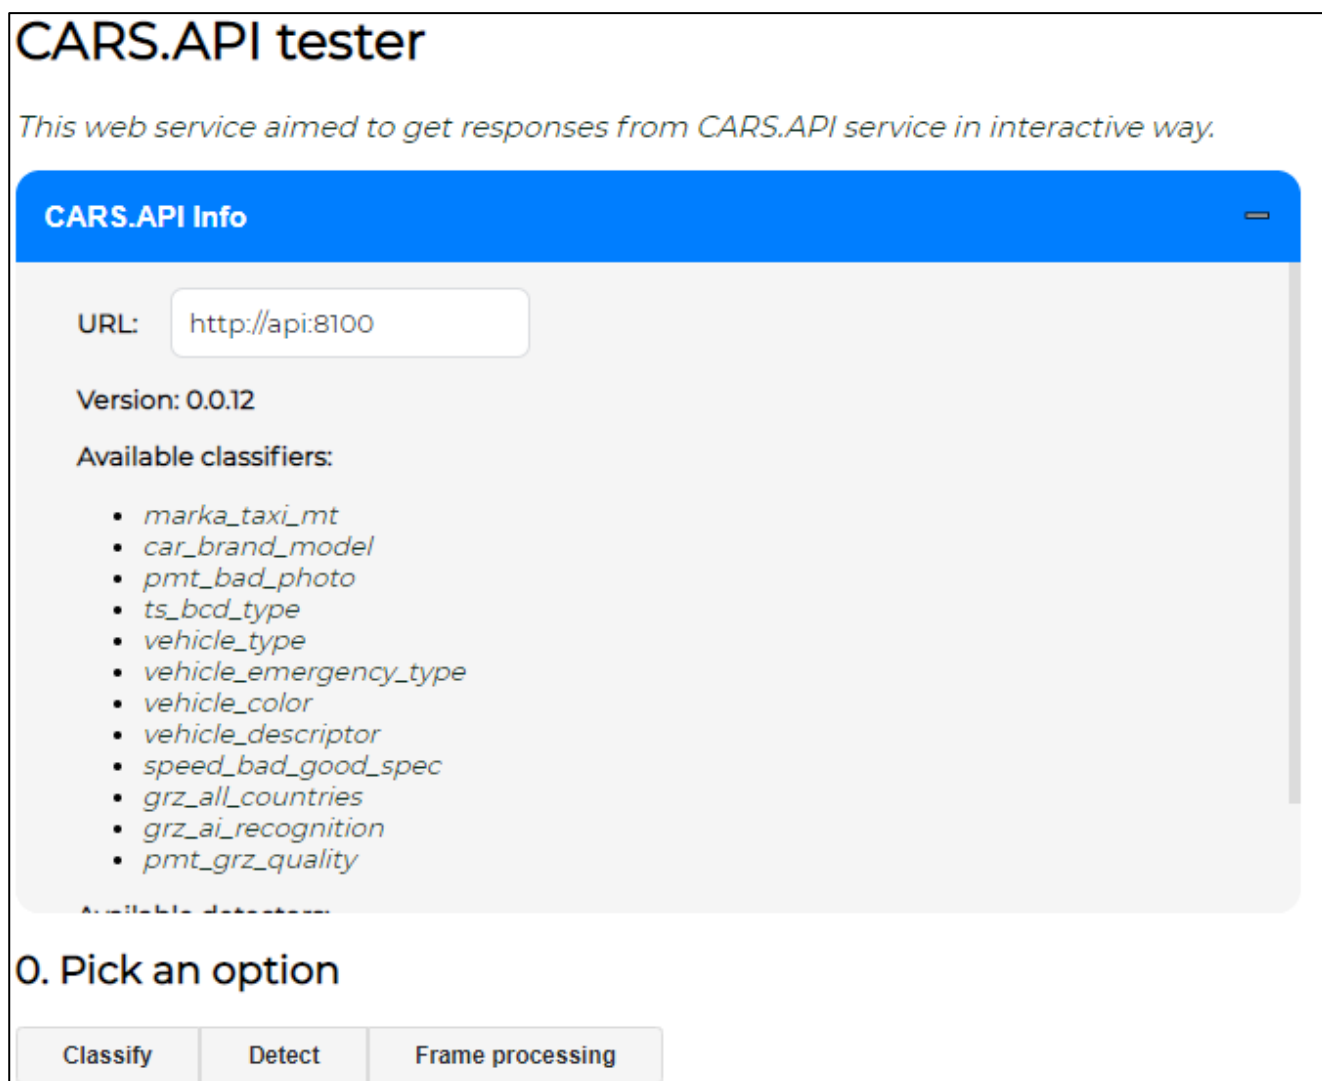 CARS.API tester
This web service aimed to get responses from CARS.API service in interactive way.
CARS.API Info
URL: http://api:8100
Version: 0.0.12
Available classifiers:
• marka_taxi_mt
• car_brand_model
• pmt_bad_photo
• ts_bcd_type
• vehicle_type
• vehicle_emergency_type
• vehicle_color
• vehicle_descriptor
• speed_bad_good_spec
• grz_all_countries
• grz_ai_recognition
• pmt_grz_quality
Available detectors:
0. Pick an option
Classify Detect Frame processing